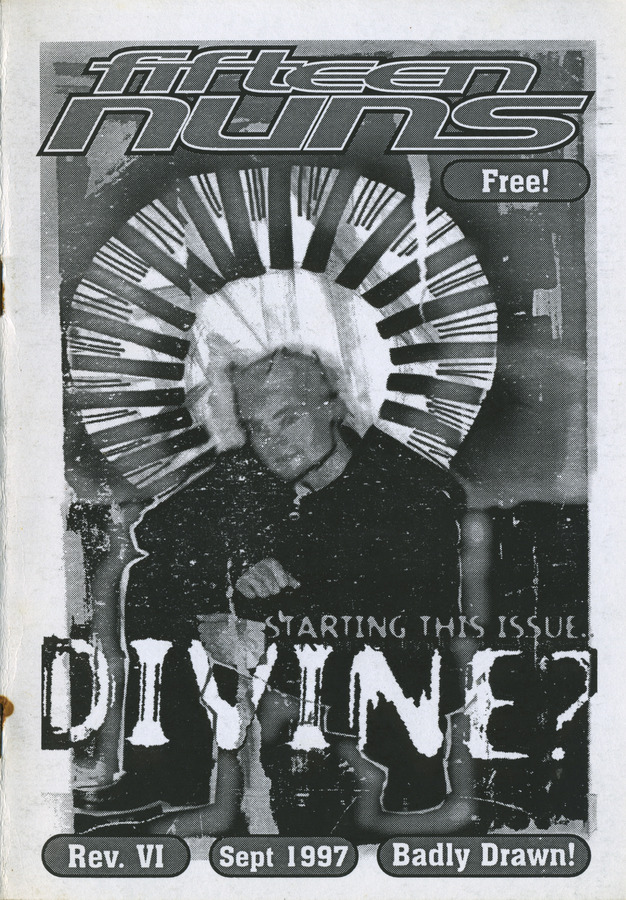 fifteen
nuns
Free!
STARTING THIS ISSUE..
DIVINE?
Rev. VI
Sept 1997
Badly Drawn!